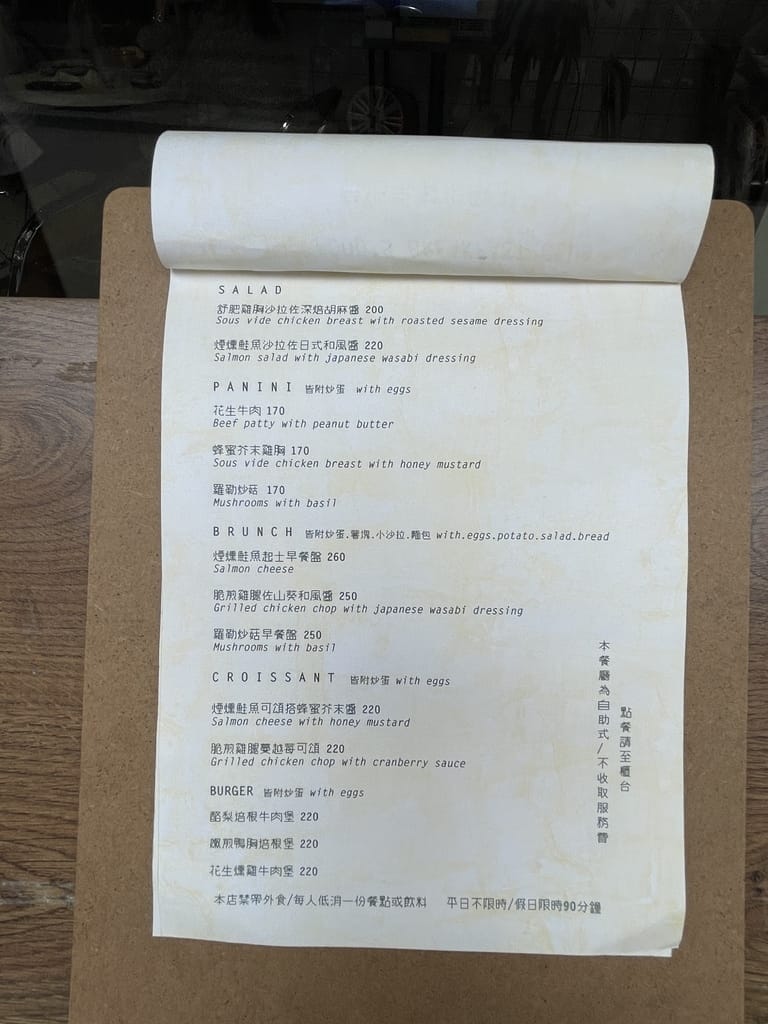 SALAD
舒肥雞胸沙拉佐深焙胡麻醬 200
Sous vide chicken breast with roasted sesame dressing
煙燻鮭魚沙拉佐日式和風醬 220
Salmon salad with japanese wasabi dressing
PANINI 皆附炒蛋 with eggs
花生牛肉 170
Beef patty with peanut butter
蜂蜜芥末雞胸 170
Sous vide chicken breast with honey mustard
羅勒炒菇 170
Mushrooms with basil
BRUNCH 皆附炒蛋.薯塊.小沙拉.麵包 with.eggs.potato.salad.bread
煙燻鮭魚起士早餐盤 260
Salmon cheese
脆煎雞腿佐山葵和風醬 250
Grilled chicken chop with japanese wasabi dressing
羅勒炒菇早餐盤 250
Mushrooms with basil
CROISSANT 皆附炒蛋 with eggs
煙燻鮭魚可頌搭蜂蜜芥末醬 220
Salmon cheese with honey mustard
脆煎雞腿蔓越莓可頌 220
Grilled chicken chop with cranberry sauce
BURGER 皆附炒蛋 with eggs
酪梨培根牛肉堡 220
嫩煎鴨胸培根堡 220
花生燻雞牛肉堡 220
點餐請至櫃台
本餐廳為自助式/不收取服務費
本店禁帶外食/每人低消一份餐點或飲料 平日不限時/假日限時90分鐘